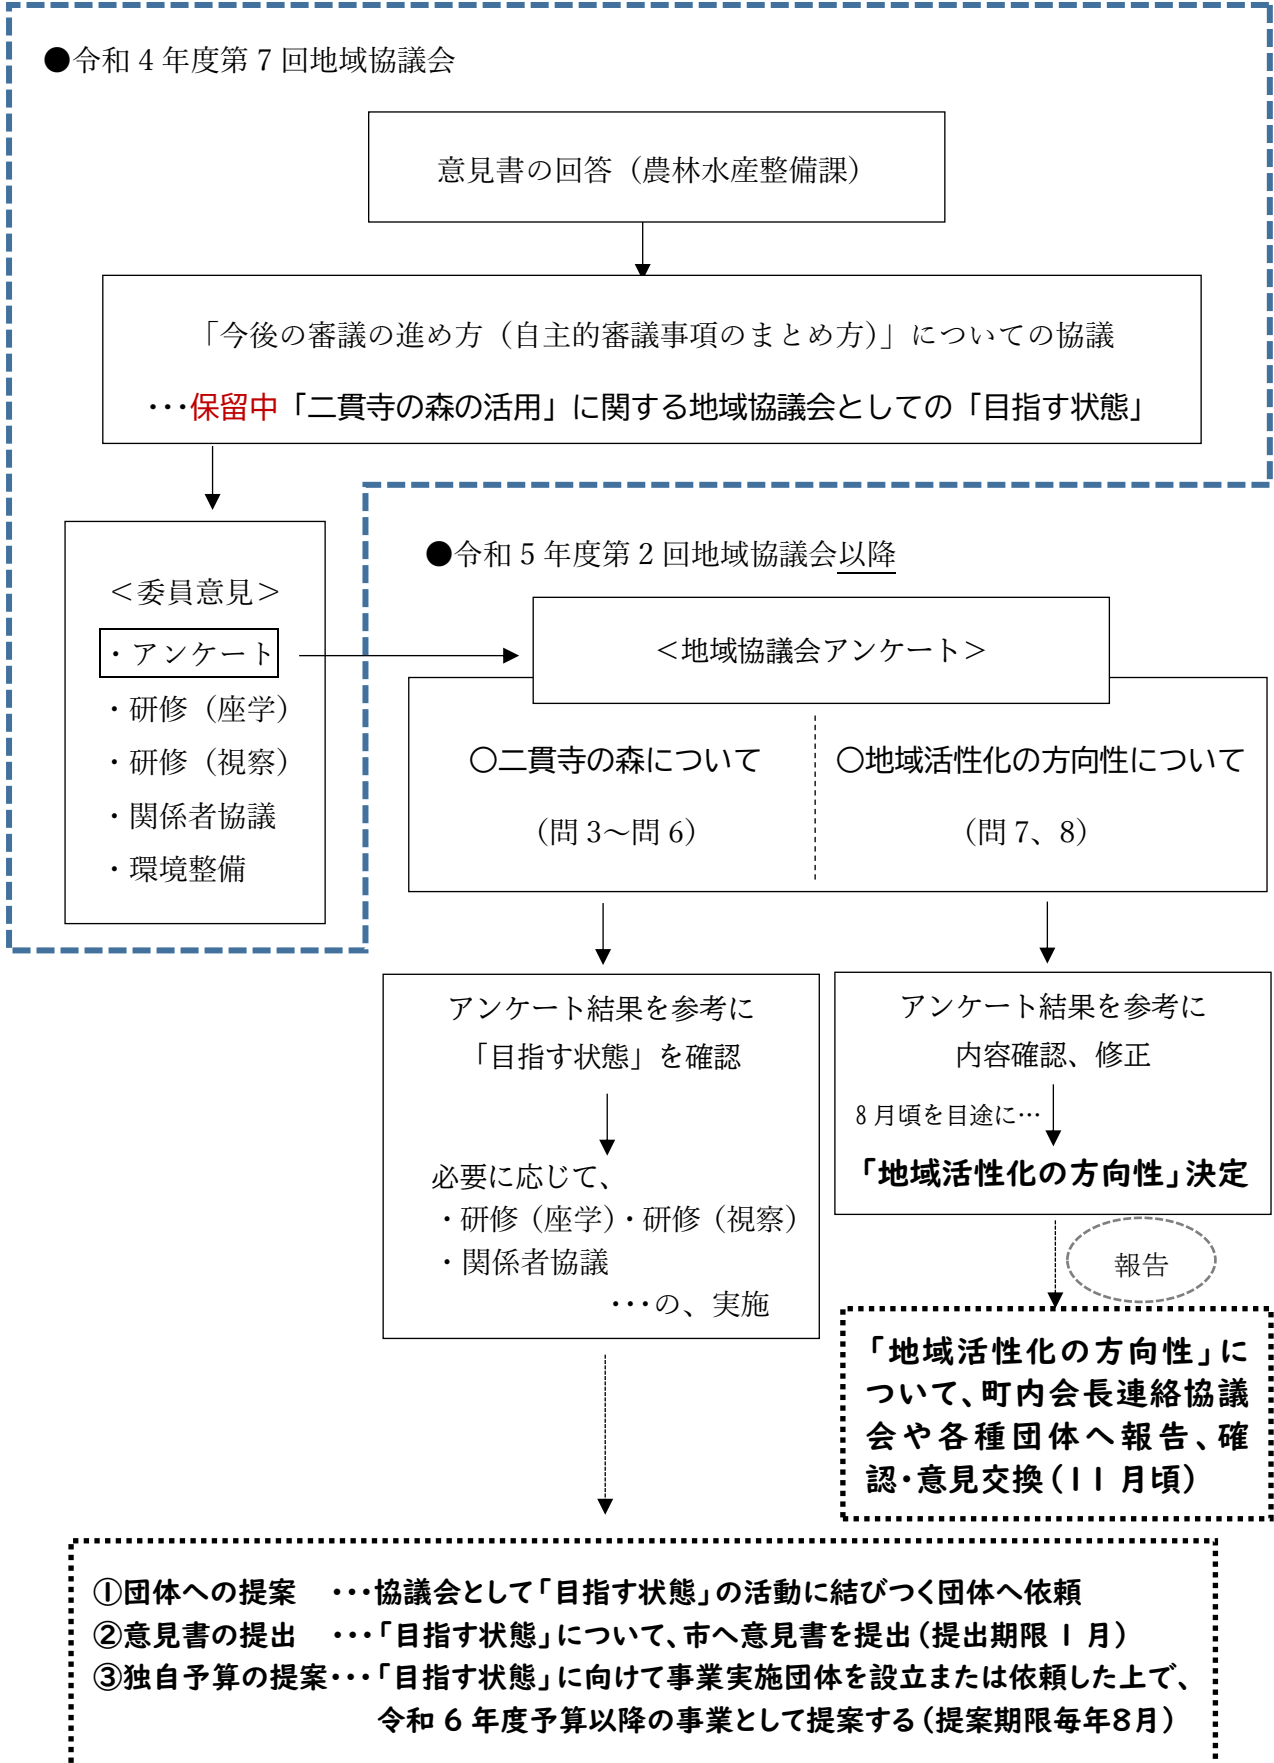 ●令和 4 年度第 7 回地域協議会
意見書の回答（農林水産整備課）
「今後の審議の進め方（自主的審議事項のまとめ方）」についての協議
･･･保留中「二貫寺の森の活用」に関する地域協議会としての「目指す状態」
＜委員意見＞
・アンケート
・研修（座学）
・研修（視察）
・関係者協議
・環境整備
●令和 5 年度第 2 回地域協議会以降
＜地域協議会アンケート＞
〇二貫寺の森について
（問 3～問 6）
〇地域活性化の方向性について
（問 7、8）
アンケート結果を参考に
「目指す状態」を確認
必要に応じて、
・研修（座学）・研修（視察）
・関係者協議
･･･の、実施
アンケート結果を参考に
内容確認、修正
8 月頃を目途に…
「地域活性化の方向性」決定
報告
「地域活性化の方向性」に
ついて、町内会長連絡協議
会や各種団体へ報告、確
認・意見交換（11 月頃）
①団体への提案　･･･協議会として「目指す状態」の活動に結びつく団体へ依頼
②意見書の提出　･･･「目指す状態」について、市へ意見書を提出（提出期限 1 月）
③独自予算の提案･･･「目指す状態」に向けて事業実施団体を設立または依頼した上で、
令和 6 年度予算以降の事業として提案する（提案期限毎年８月）